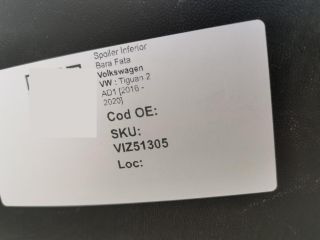 Spoiler Inferior
Bara Fata
Volkswagen
VW : Tiguan 2
AD1 [2016 -
2020]
Cod OE:
SKU:
VIZ51305
Loc: